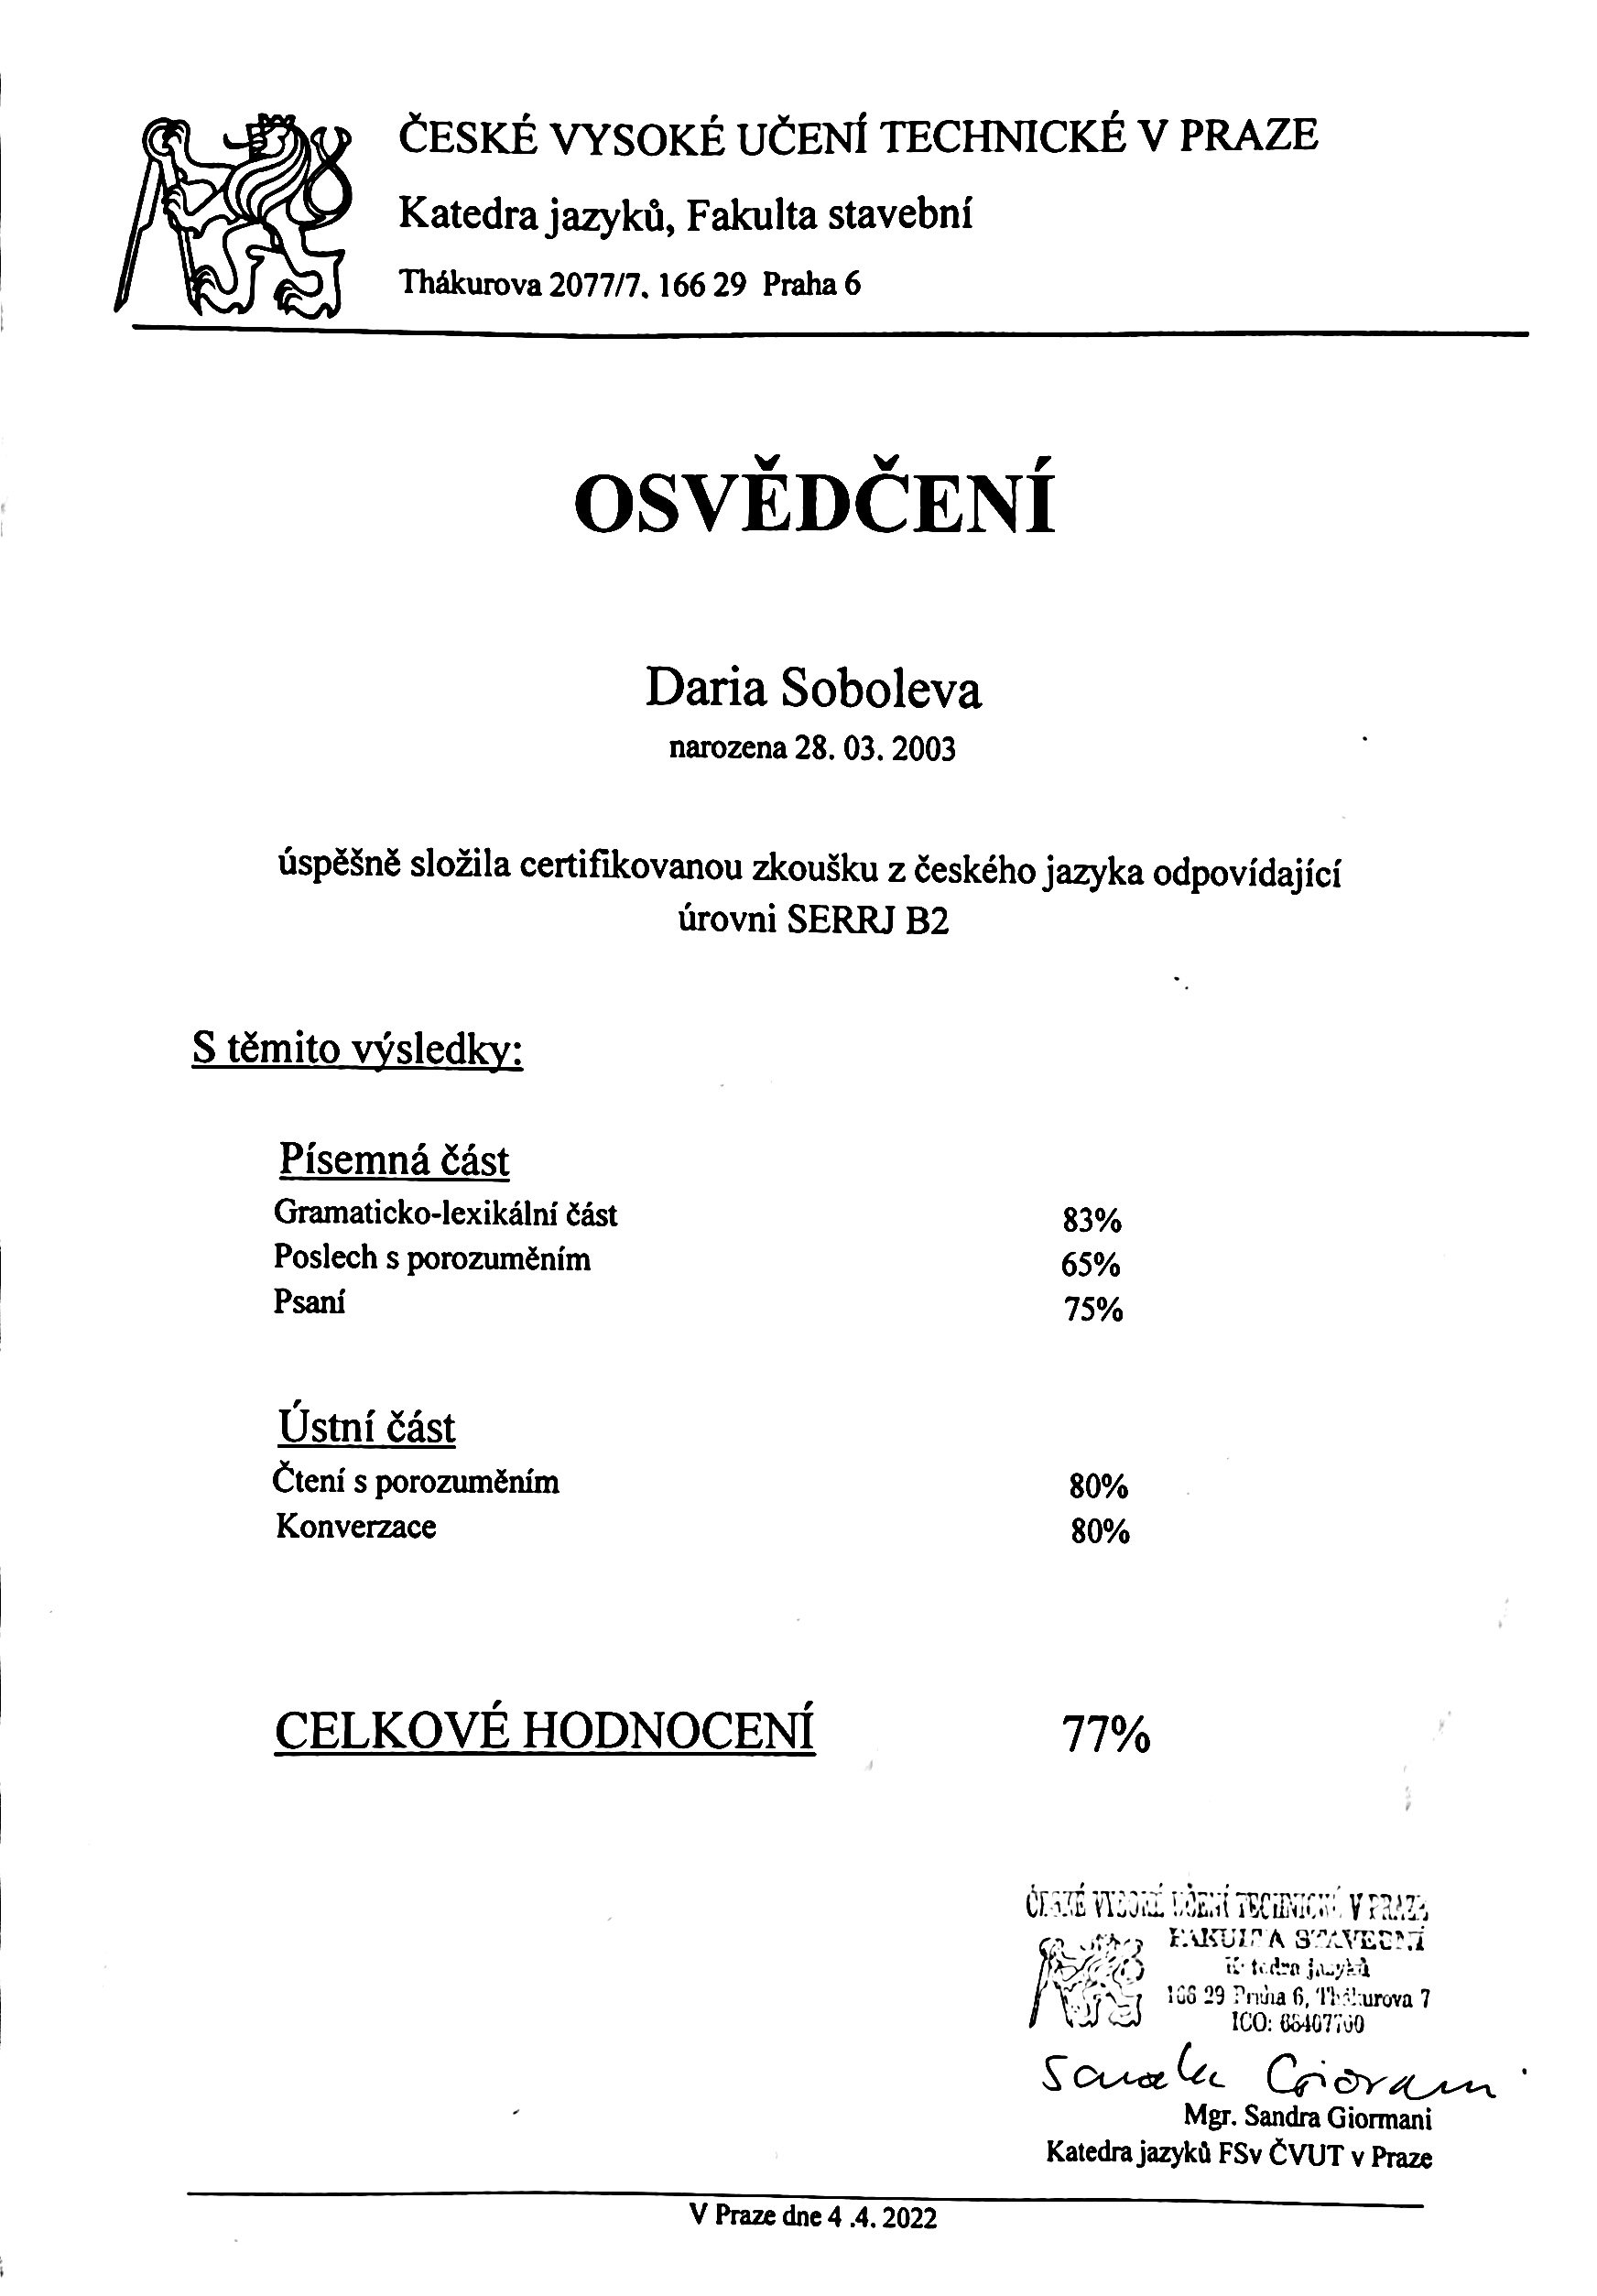 ČESKÉ VYSOKÉ UČENÍ TECHNICKÉ V PRAZE
Katedra jazyků, Fakulta stavební
Thákurova 2077/7, 166 29 Praha 6
OSVĚDČENÍ
Daria Soboleva
narozena 28. 03. 2003
úspěšně složila certifikovanou zkoušku z českého jazyka odpovídající
úrovni SERRJ B2
S těmito výsledky:
Písemná část
Gramaticko-lexikální část 83%
Poslech s porozuměním 65%
Psaní 75%
Ústní část
Čtení s porozuměním 80%
Konverzace 80%
CELKOVÉ HODNOCENÍ 77%
ČESKÉ VYSOKÉ UČENÍ TECHNICKÉ V PRAZE
FAKULTA STAVEBNÍ
Katedra jazyků
166 29 Praha 6, Thákurova 7
Sandra Giormani
Mgr. Sandra Giormani
Katedra jazyků FSv ČVUT v Praze
V Praze dne 4 .4. 2022